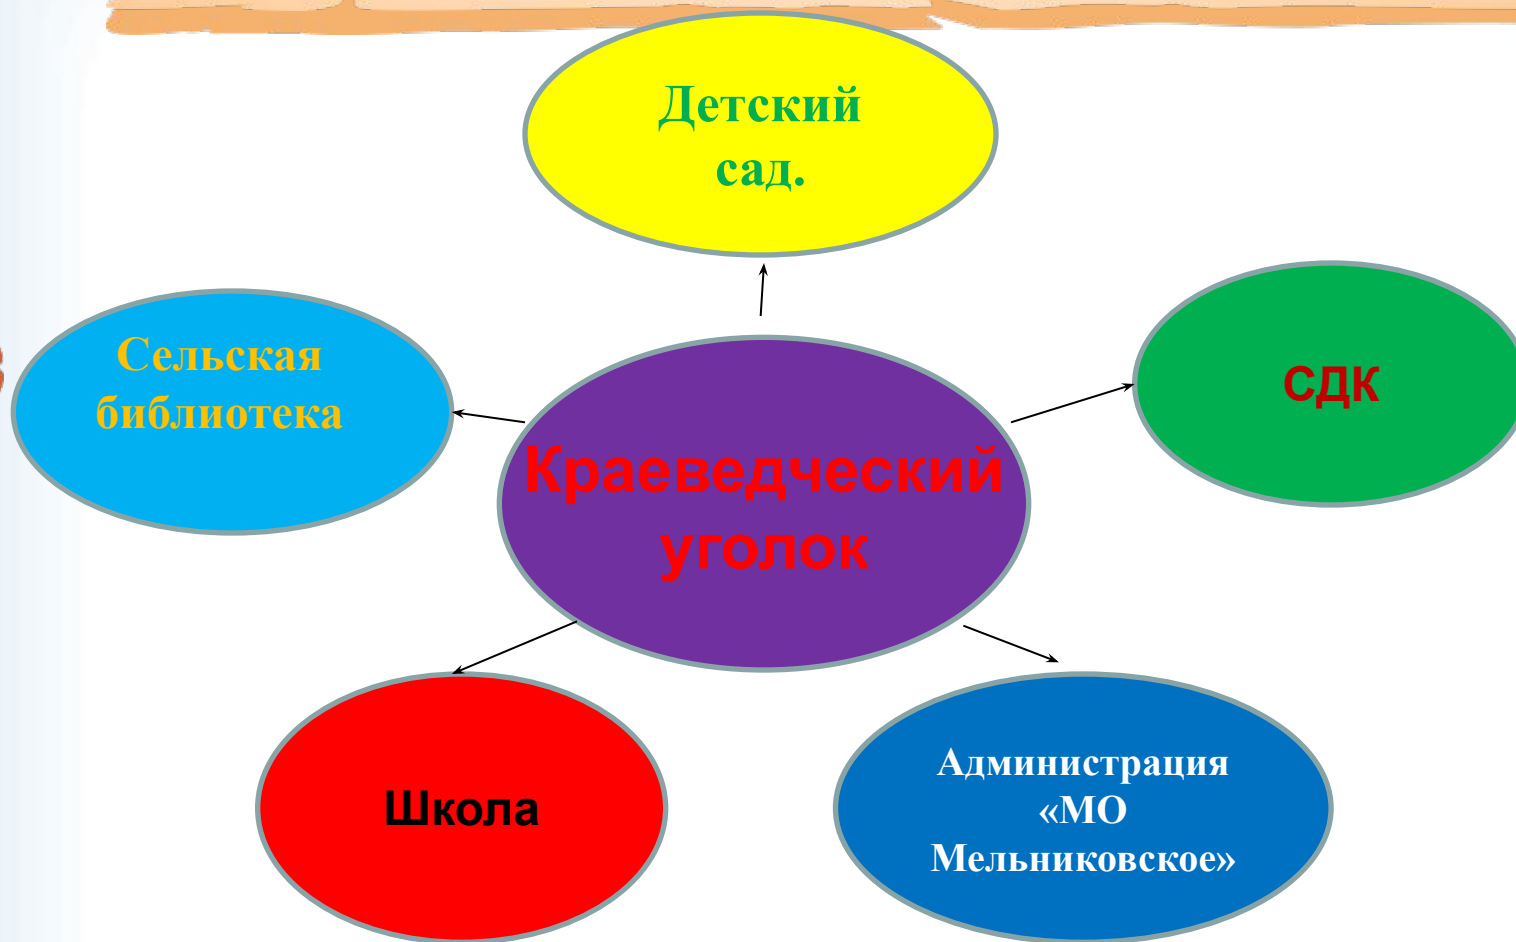 Детский
сад.
Сельская
библиотека
СДК
Краеведческий
уголок
Школа
Администрация
«МО
Мельниковское»